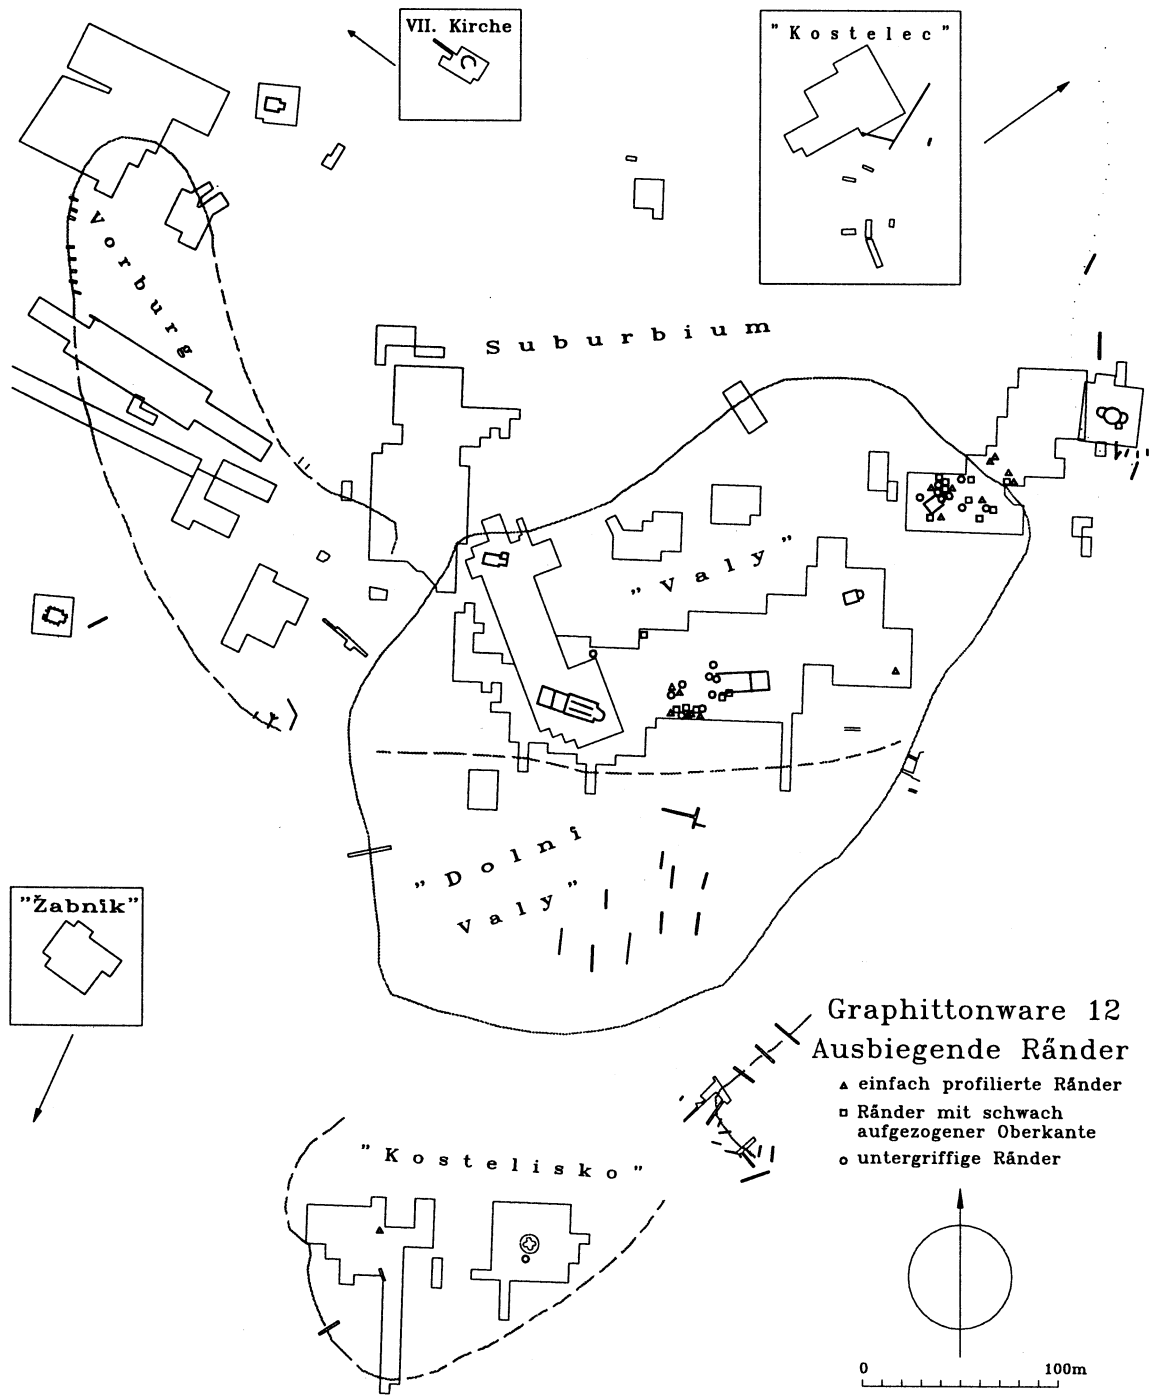 VII. Kirche
"Kostelec"
Vorburg
Suburbium
"Valy"
"Dolní
Valy"
"Žabník"
Graphittonware 12
Ausbiegende Ränder
einfach profilierte Ränder
Ränder mit schwach
aufgezogener Oberkante
untergriffige Ränder
"Kostelisko"
0 100m